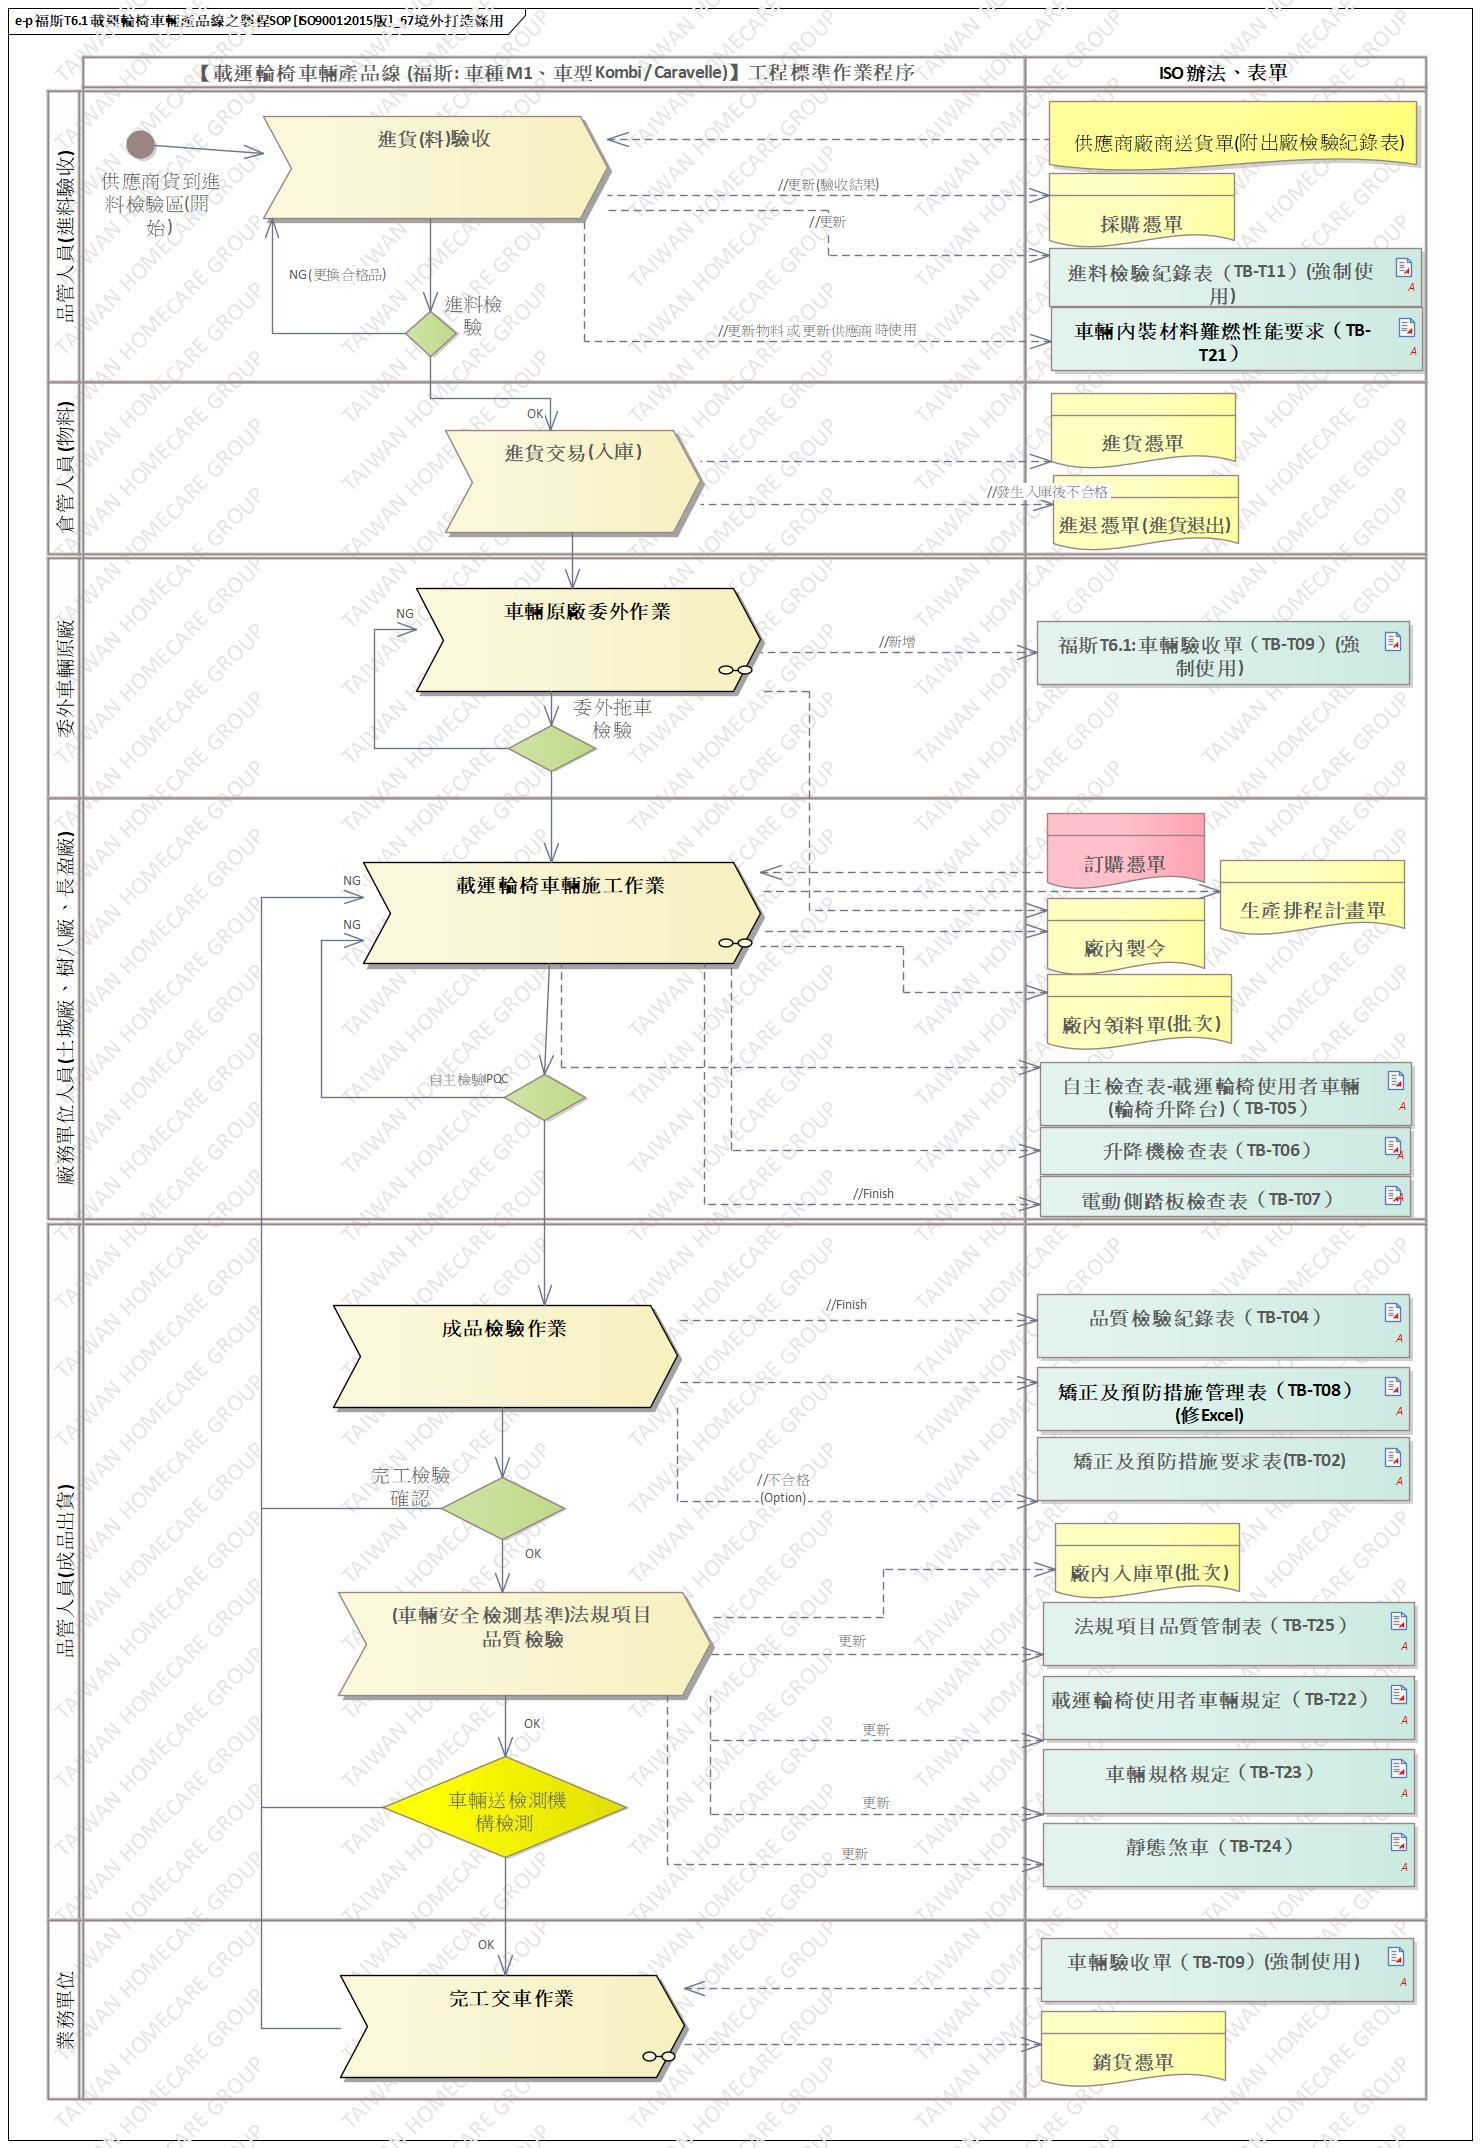 e-p 福斯T6.1載運輪椅車輛產品線之製程SOP [ISO9001:2015版]_67境外打造篇用
【載運輪椅車輛產品線 (福斯: 車種M1、車型Kombi / Caravelle)】工程標準作業程序
ISO 辦法、表單
品管人員(進料驗收)
供應商貨到進
料檢驗區(開
始)
進貨(料)驗收
供應商廠商送貨單(附出廠檢驗紀錄表)
//更新(驗收結果)
採購憑單
//更新
進料檢驗紀錄表（TB-T11）(強制使
用)
NG(更換合格品)
進料檢
驗
//更新物料或更新供應商時使用
車輛內裝材料難燃性能要求（TB-
T21）
倉管人員(物料)
OK
進貨交易(入庫)
進貨憑單
//發生入庫後不合格
進退憑單(進貨退出)
委外車輛原廠
NG
車輛原廠委外作業
//新增
福斯T6.1:車輛驗收單（TB-T09）(強
制使用)
委外拖車
檢驗
廠務單位人員(土城廠、樹八廠、長盈廠)
NG
NG
載運輪椅車輛施工作業
訂購憑單
生產排程計畫單
廠內製令
廠內領料單(批次)
自主檢驗IPQC
自主檢查表-載運輪椅使用者車輛
(輪椅升降台)（TB-T05）
升降機檢查表（TB-T06）
//Finish
電動側踏板檢查表（TB-T07）
品管人員(成品出貨)
成品檢驗作業
//Finish
品質檢驗紀錄表（TB-T04）
矯正及預防措施管理表（TB-T08）
(修Excel)
完工檢驗
確認
//不合格
(Option)
矯正及預防措施要求表(TB-T02)
OK
廠內入庫單(批次)
(車輛安全檢測基準)法規項目
品質檢驗
更新
法規項目品質管制表（TB-T25）
OK
更新
載運輪椅使用者車輛規定（TB-T22）
車輛送檢測機
構檢測
更新
車輛規格規定（TB-T23）
更新
靜態煞車（TB-T24）
業務單位
OK
完工交車作業
車輛驗收單（TB-T09）(強制使用)
銷貨憑單
TAIWAN HOMECARE GROUP